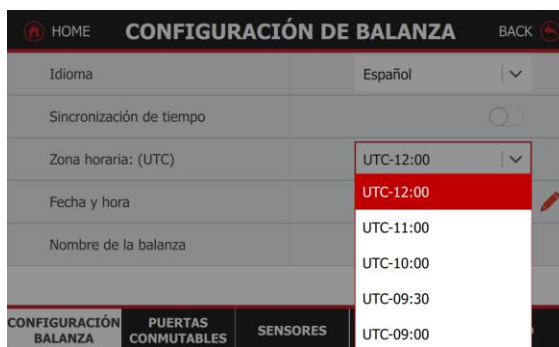 HOME CONFIGURACIÓN DE BALANZA BACK
Idioma Español
Sincronización de tiempo
Zona horaria: (UTC) UTC-12:00
UTC-12:00
Fecha y hora
UTC-11:00
Nombre de la balanza
UTC-10:00
UTC-09:30
CONFIGURACIÓN BALANZA
PUERTAS CONMUTABLES
SENSORES
UTC-09:00